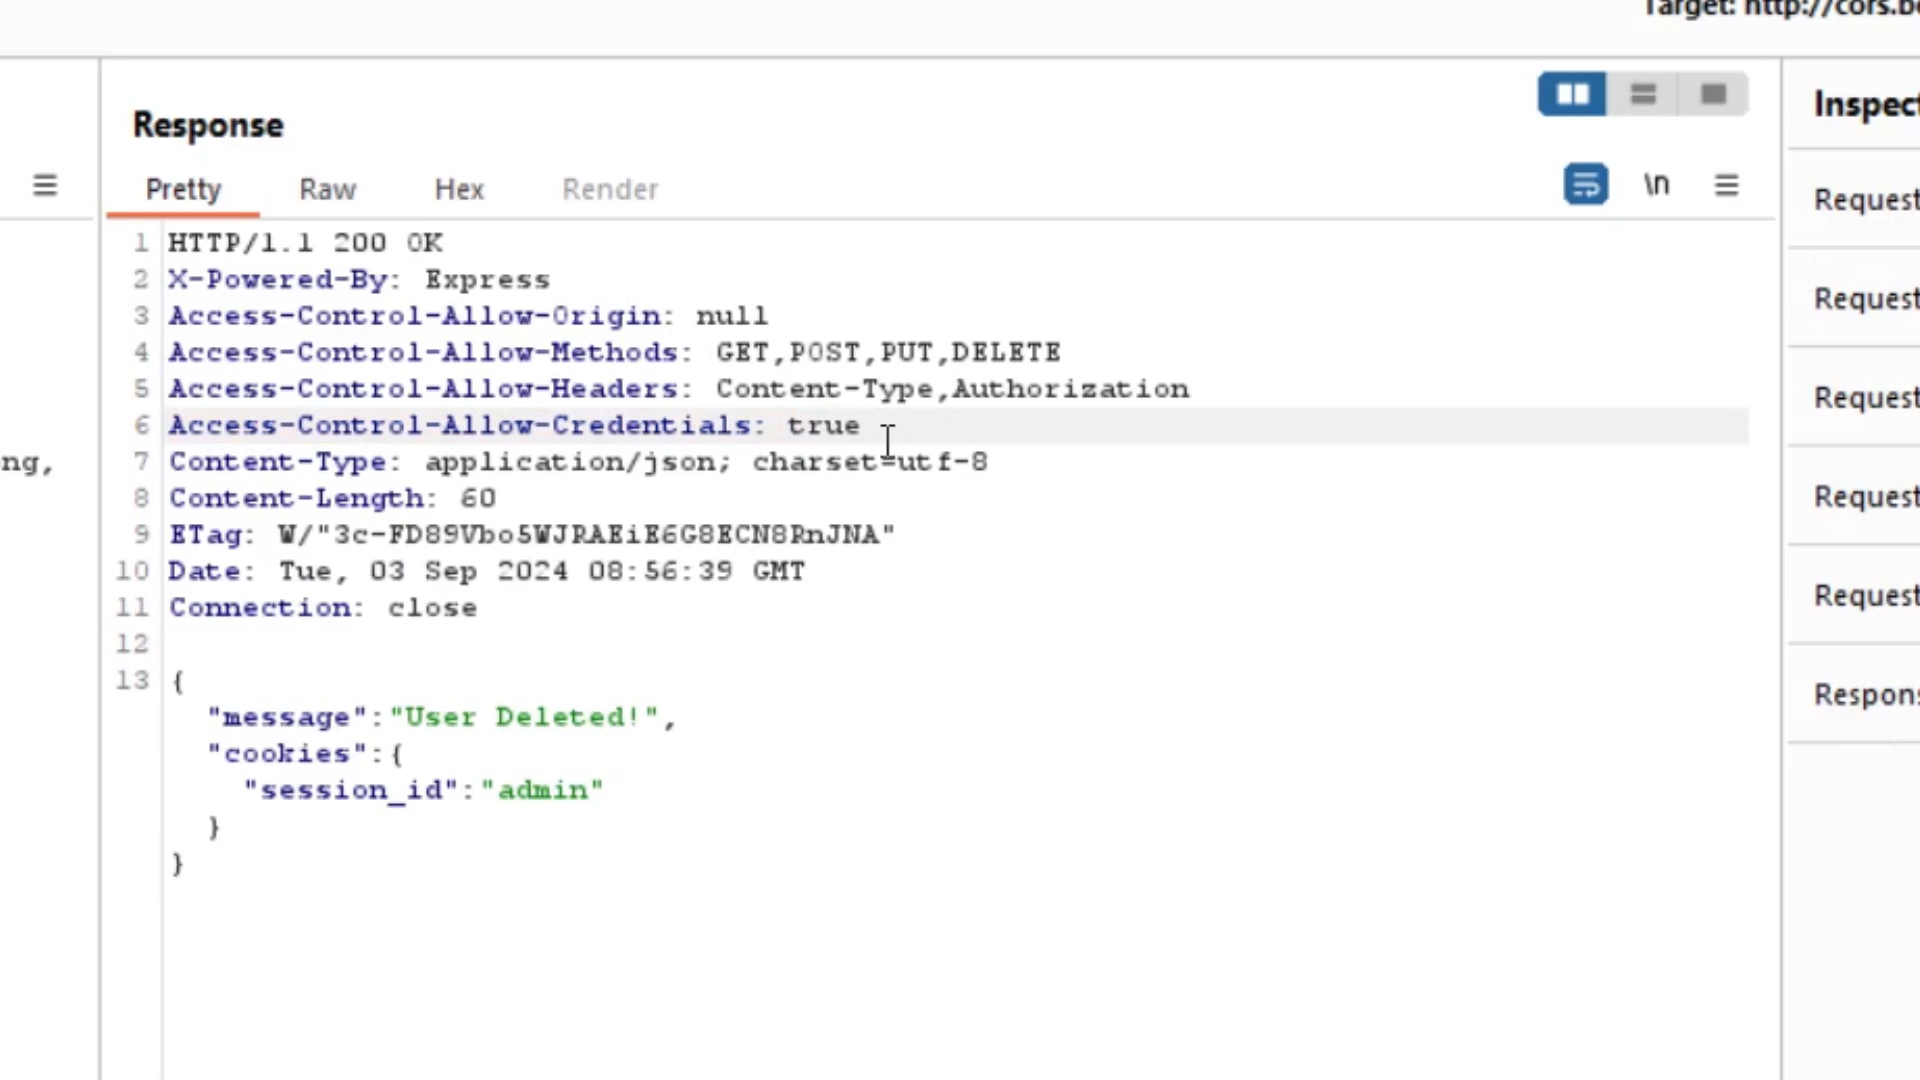 Target: http://cors.b
Response
Inspect
Pretty Raw Hex Render \n
1 HTTP/1.1 200 OK
2 X-Powered-By: Express
3 Access-Control-Allow-Origin: null
4 Access-Control-Allow-Methods: GET,POST,PUT,DELETE
5 Access-Control-Allow-Headers: Content-Type,Authorization
6 Access-Control-Allow-Credentials: true
7 Content-Type: application/json; charset=utf-8
8 Content-Length: 60
9 ETag: W/"3c-FD89Vbo5WJRAEiE6G8ECN8RnJNA"
10 Date: Tue, 03 Sep 2024 08:56:39 GMT
11 Connection: close
12
13 {
"message":"User Deleted!",
"cookies":{
"session_id":"admin"
}
}
ng,
Request
Request
Request
Request
Request
Respons